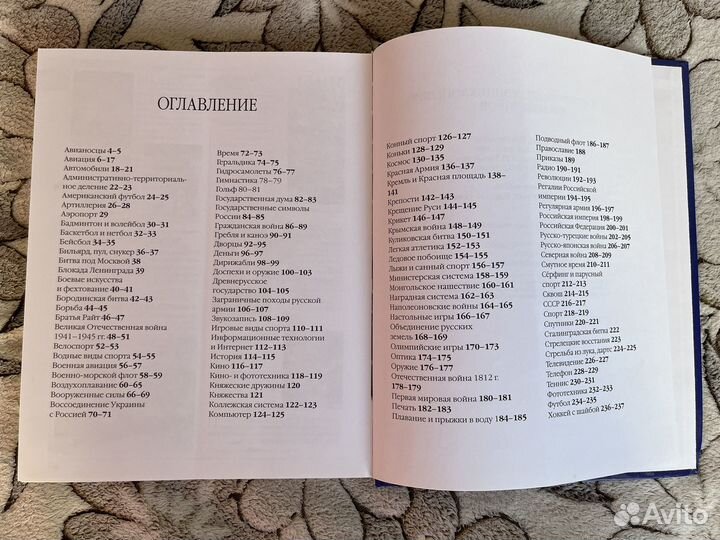 ОГЛАВЛЕНИЕ
Авианосцы 4–5
Авиация 6–17
Автомобили 18–21
Административно-территориаль-
ное деление 22–23
Американский футбол 24–25
Артиллерия 26–28
Аэропорт 29
Бадминтон и волейбол 30–31
Баскетбол и нетбол 32–33
Бейсбол 34–35
Бильярд, пул, снукер 36–37
Битва под Москвой 38
Блокада Ленинграда 39
Боевые искусства
и фехтование 40–41
Бородинская битва 42–43
Борьба 44–45
Братья Райт 46–47
Великая Отечественная война
1941–1945 гг. 48–51
Велоспорт 52–53
Водные виды спорта 54–55
Военная авиация 56–57
Военно-морской флот 58–59
Воздухоплавание 60–65
Вооруженные силы 66–69
Воссоединение Украины
с Россией 70–71
Время 72–73
Геральдика 74–75
Гидросамолеты 76–77
Гимнастика 78–79
Гольф 80–81
Государственная дума 82–83
Государственные символы
России 84–85
Гражданская война 86–89
Гребля и каноэ 90–91
Дворцы 92–95
Деньги 96–97
Дирижабли 98–99
Доспехи и оружие 100–103
Древнерусское
государство 104–105
Заграничные походы русской
армии 106–107
Звукозапись 108–109
Игровые виды спорта 110–111
Информационные технологии
и Интернет 112–113
История 114–115
Кино 116–117
Кино- и фототехника 118–119
Княжеские дружины 120
Княжества 121
Коллежская система 122–123
Компьютер 124–125
Конный спорт 126–127
Коньки 128–129
Космос 130–135
Красная Армия 136–137
Кремль и Красная площадь 138–
141
Крепости 142–143
Крещение Руси 144–145
Крикет 146–147
Крымская война 148–149
Куликовская битва 150–151
Легкая атлетика 152–153
Ледовое побоище 154–155
Лыжи и санный спорт 156–157
Министерская система 158–159
Монгольское нашествие 160–161
Наградная система 162–163
Наполеоновские войны 164–165
Настольные игры 166–167
Объединение русских
земель 168–169
Олимпийские игры 170–173
Оптика 174–175
Оружие 176–177
Отечественная война 1812 г.
178–179
Первая мировая война 180–181
Печать 182–183
Плавание и прыжки в воду 184–185
Подводный флот 186–187
Православие 188
Приказы 189
Радио 190–191
Революции 192–193
Регалии Российской
империи 194–195
Регулярная армия 196–197
Российская империя 198–199
Российская Федерация 200–201
Русско-турецкие войны 202–205
Русско-японская война 206–207
Северная война 208–209
Смутное время 210–211
Сёрфинг и парусный
спорт 212–213
Сквош 214–215
СССР 216–217
Спорт 218–219
Спутники 220–221
Сталинградская битва 222
Стрелецкие восстания 223
Стрельба из лука, дартс 224–225
Телевидение 226–227
Телефон 228–229
Теннис 230–231
Фототехника 232–233
Футбол 234–235
Хоккей с шайбой 236–237
Avito